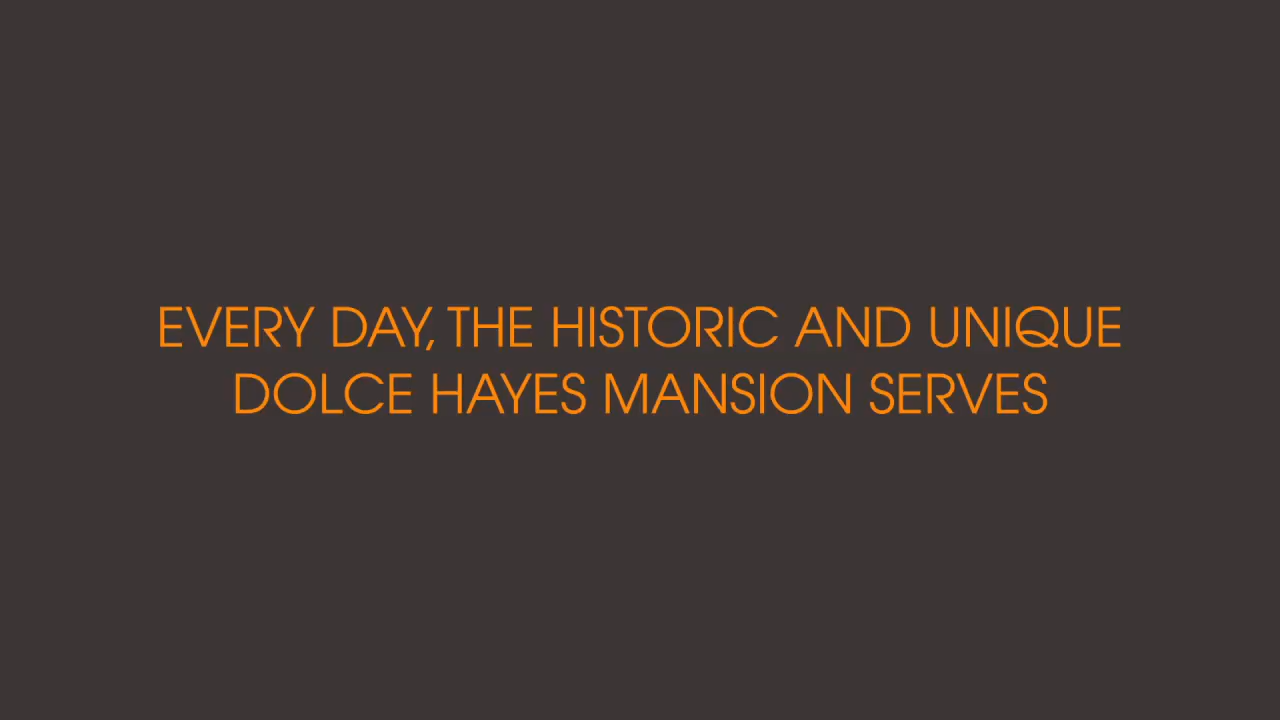 EVERY DAY, THE HISTORIC AND UNIQUE
DOLCE HAYES MANSION SERVES